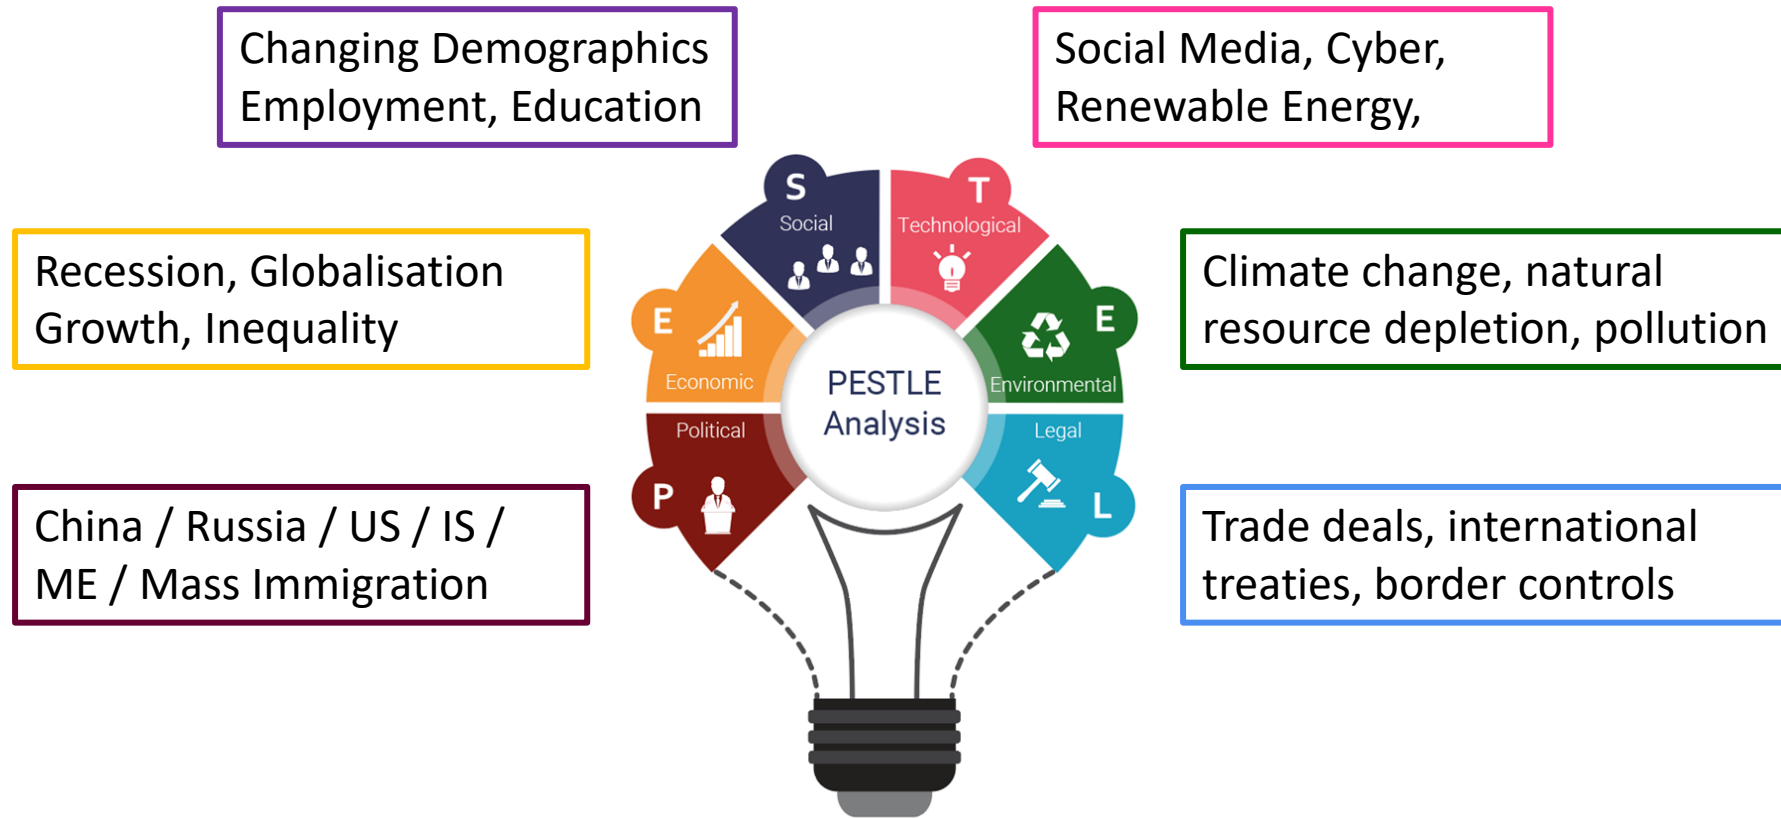 Changing Demographics
Employment, Education
Social Media, Cyber,
Renewable Energy,
Recession, Globalisation
Growth, Inequality
Climate change, natural
resource depletion, pollution
China / Russia / US / IS /
ME / Mass Immigration
Trade deals, international
treaties, border controls
S
Social
T
Technological
E
Economic
E
Environmental
P
Political
L
Legal
PESTLE
Analysis